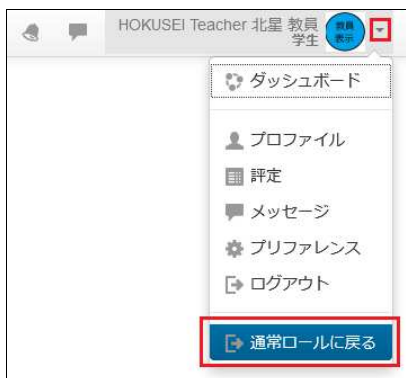 HOKUSEI Teacher 北星 教員
学生
教員
表示
ダッシュボード
プロファイル
評定
メッセージ
プリファレンス
ログアウト
通常ロールに戻る